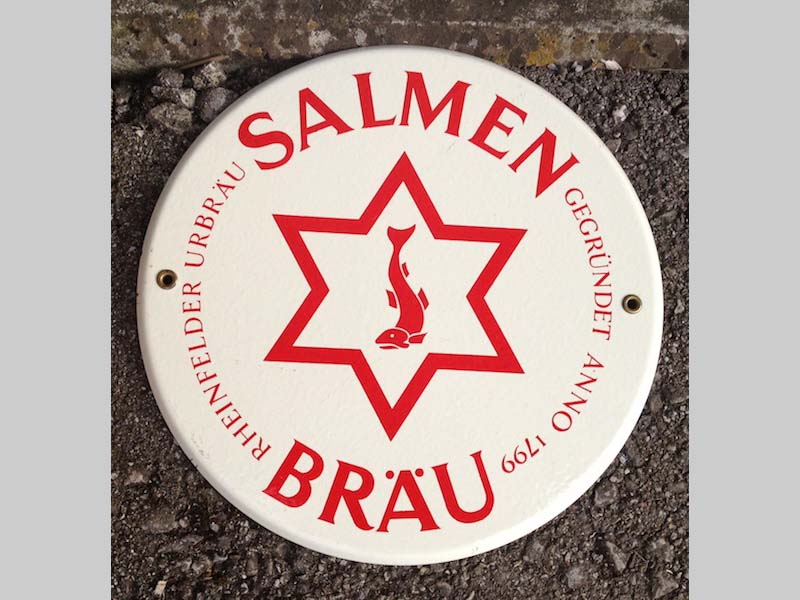 SALMEN
BRÄU
RHEINFELDER URBRÄU
GEGRÜNDET ANNO 1799